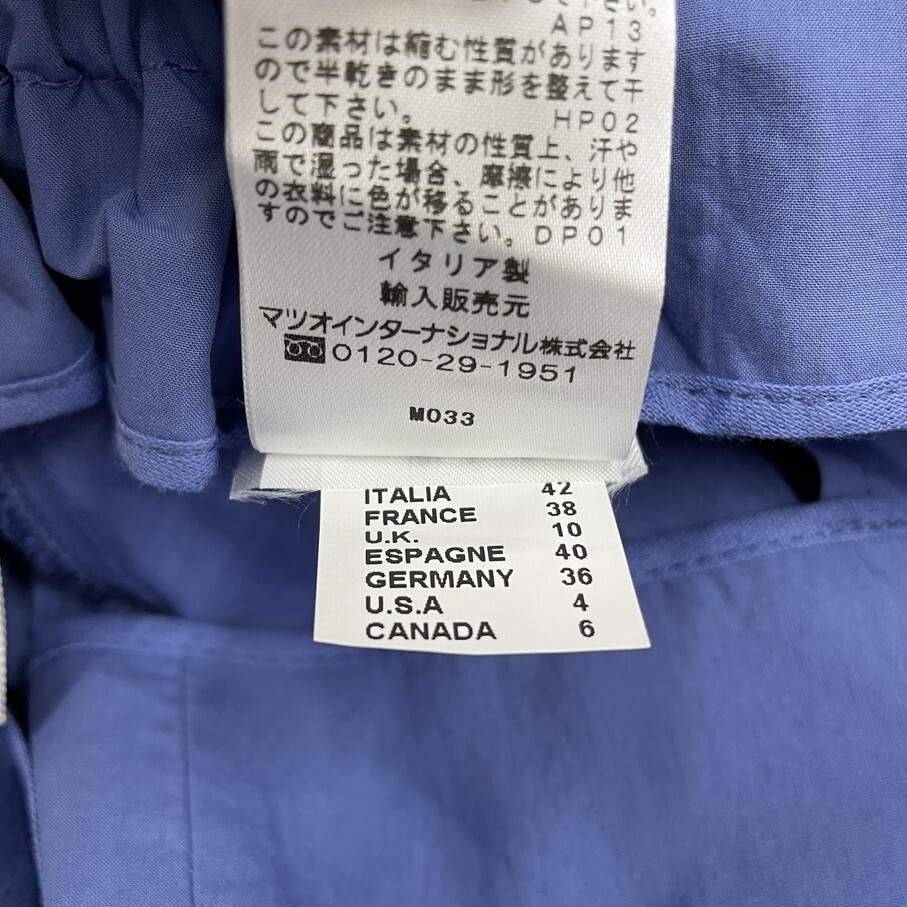 さい。
AP13
この素材は縮む性質があります
ので半乾きのまま形を整えて干
して下さい。 HP02
この商品は素材の性質上、汗や
雨で湿った場合、摩擦により他
の衣料に色が移ることがありま
すのでご注意下さい。DP01
イタリア製
輸入販売元
マツオインターナショナル株式会社
0120-29-1951
M033
ITALIA 42
FRANCE 38
U.K. 10
ESPAGNE 40
GERMANY 36
U.S.A 4
CANADA 6